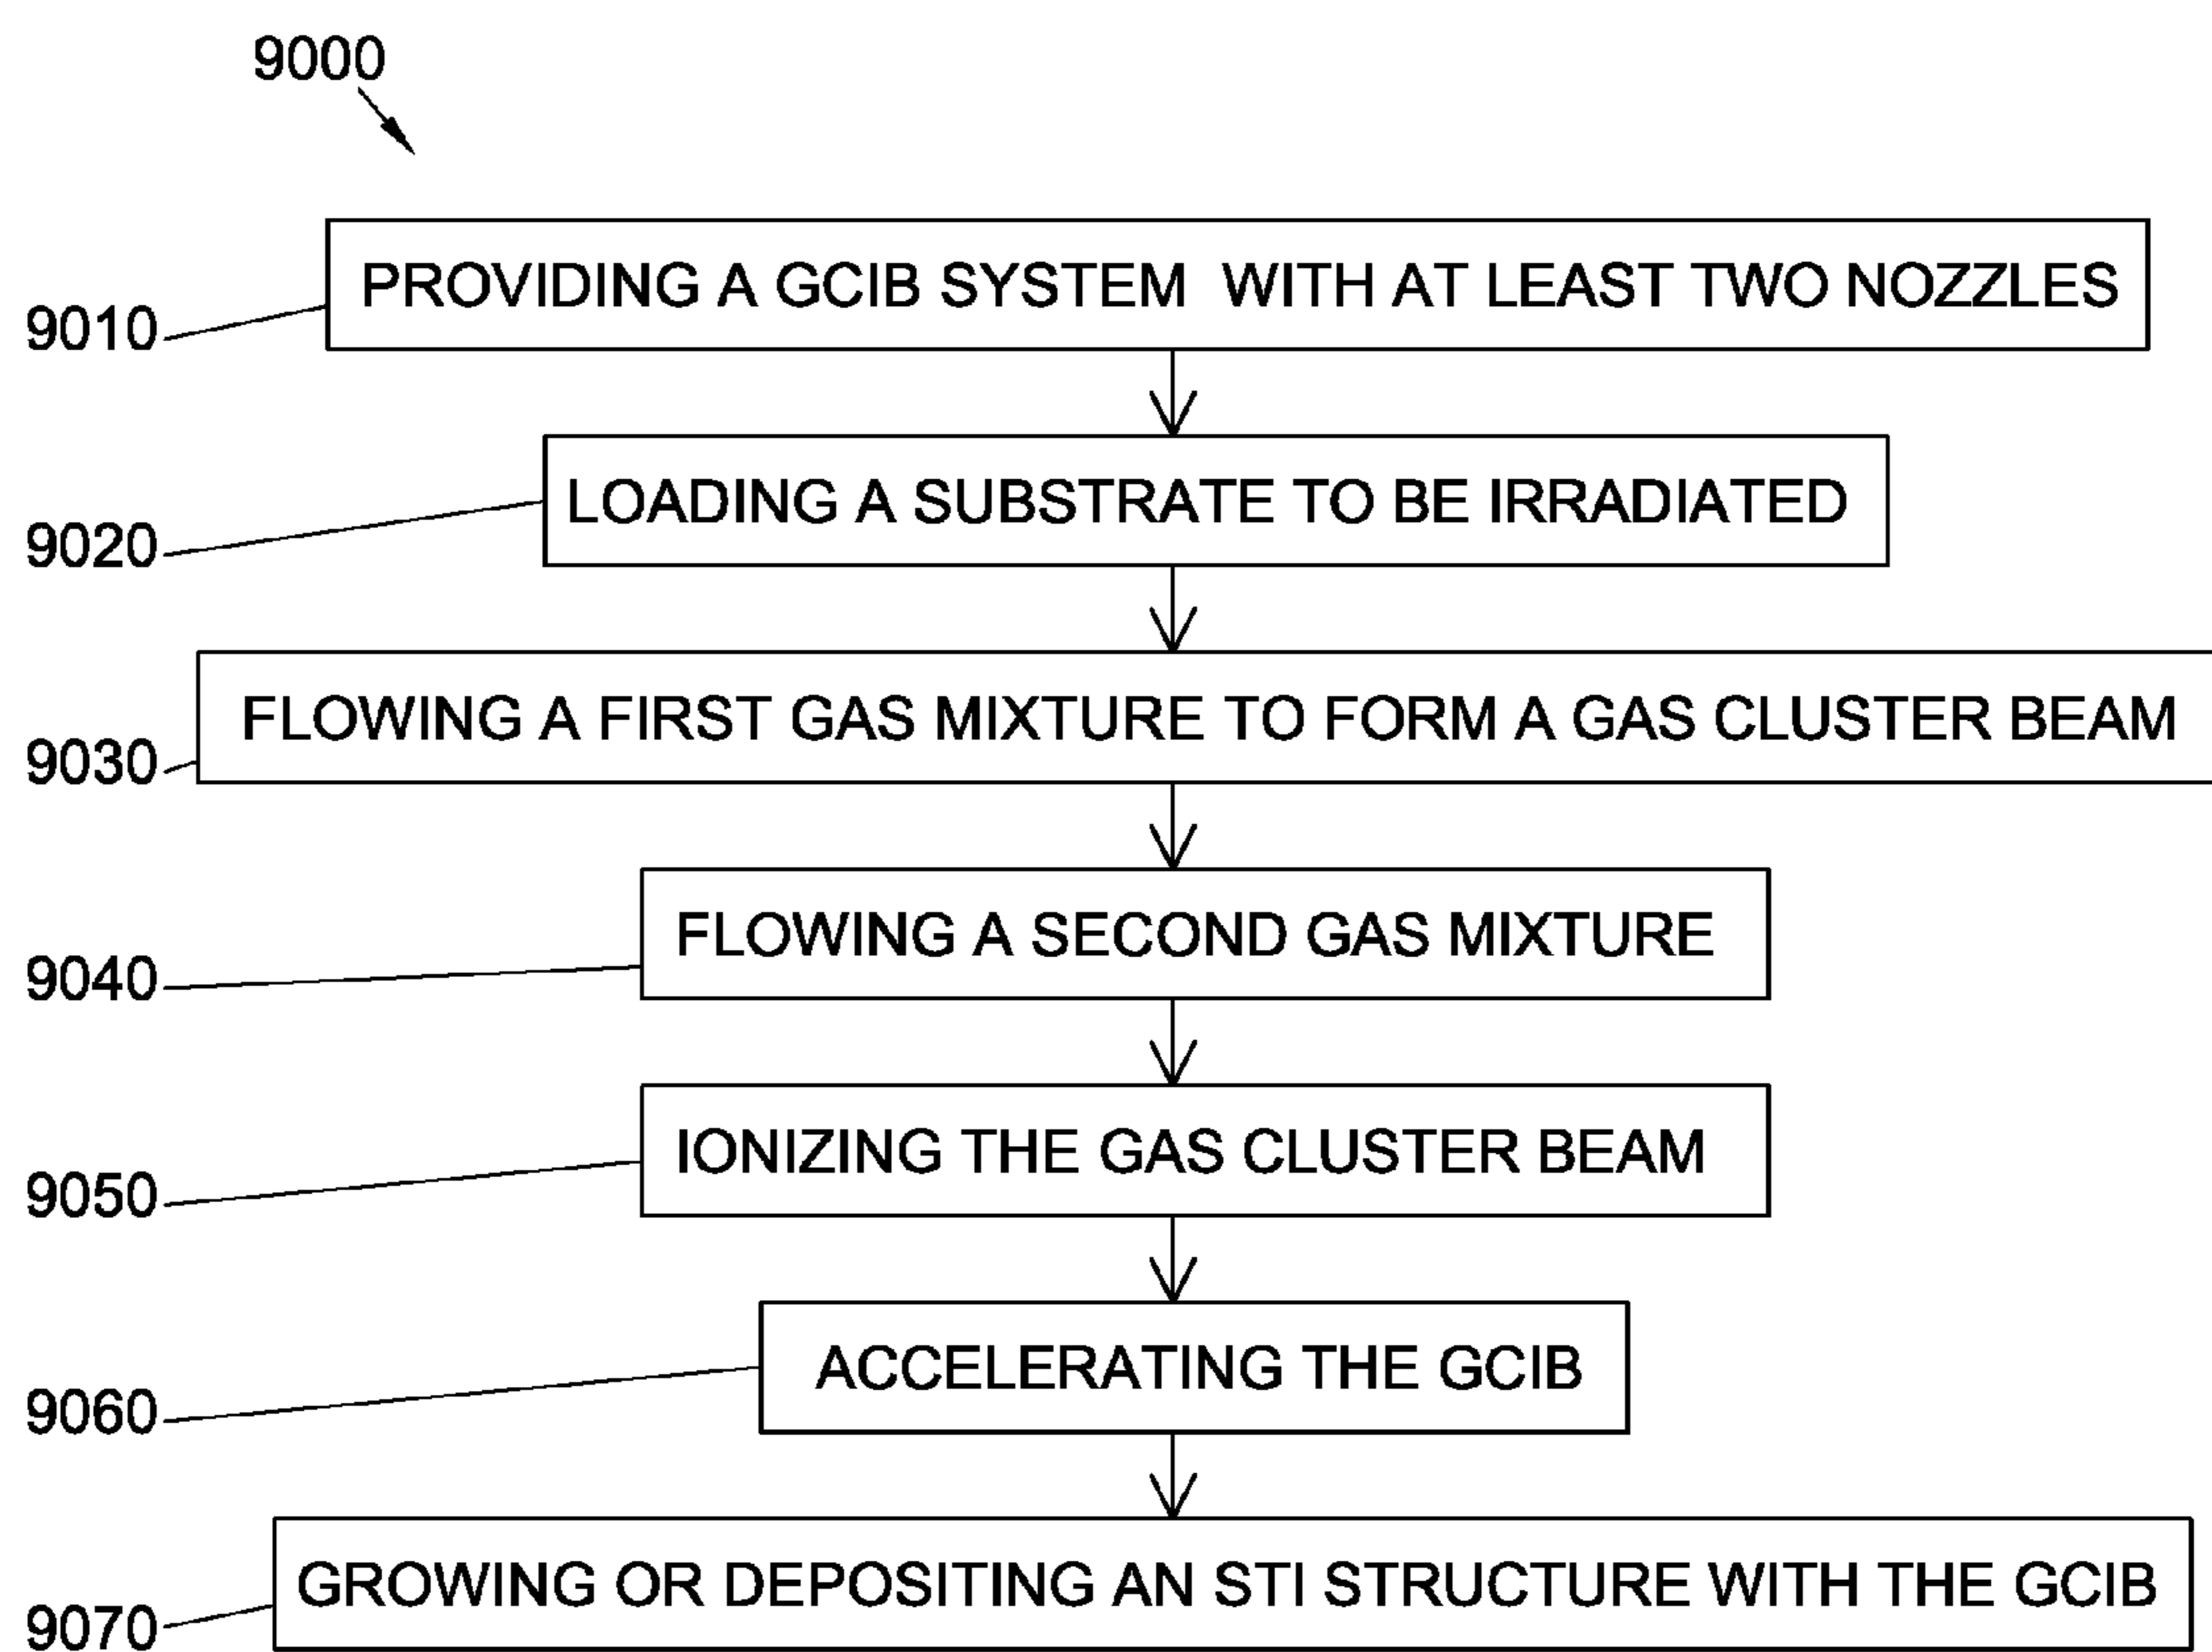 9000
PROVIDING A GCIB SYSTEM WITH AT LEAST TWO NOZZLES
9010
LOADING A SUBSTRATE TO BE IRRADIATED
9020
FLOWING A FIRST GAS MIXTURE TO FORM A GAS CLUSTER BEAM
9030
FLOWING A SECOND GAS MIXTURE
9040
IONIZING THE GAS CLUSTER BEAM
9050
ACCELERATING THE GCIB
9060
GROWING OR DEPOSITING AN STI STRUCTURE WITH THE GCIB
9070